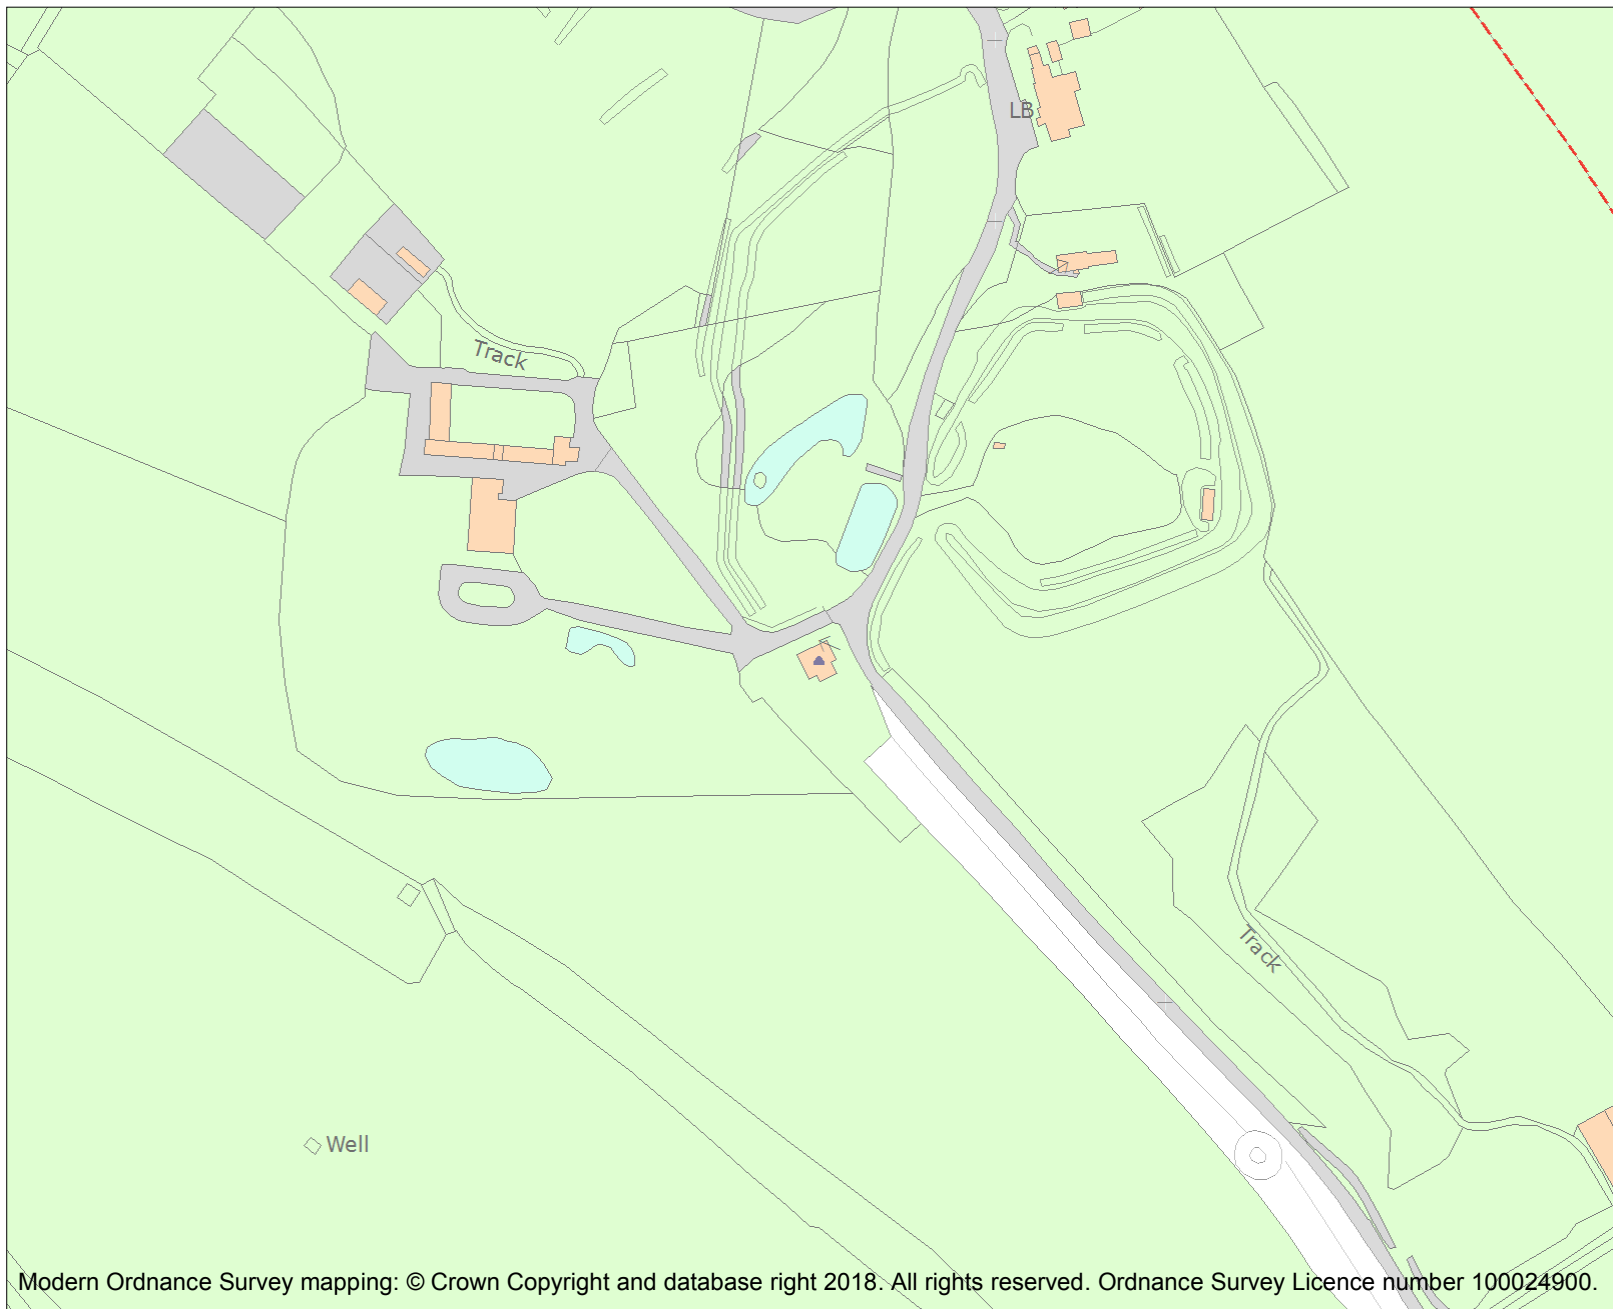 LB
Track
Track
Well
Modern Ordnance Survey mapping: © Crown Copyright and database right 2018. All rights reserved. Ordnance Survey Licence number 100024900.